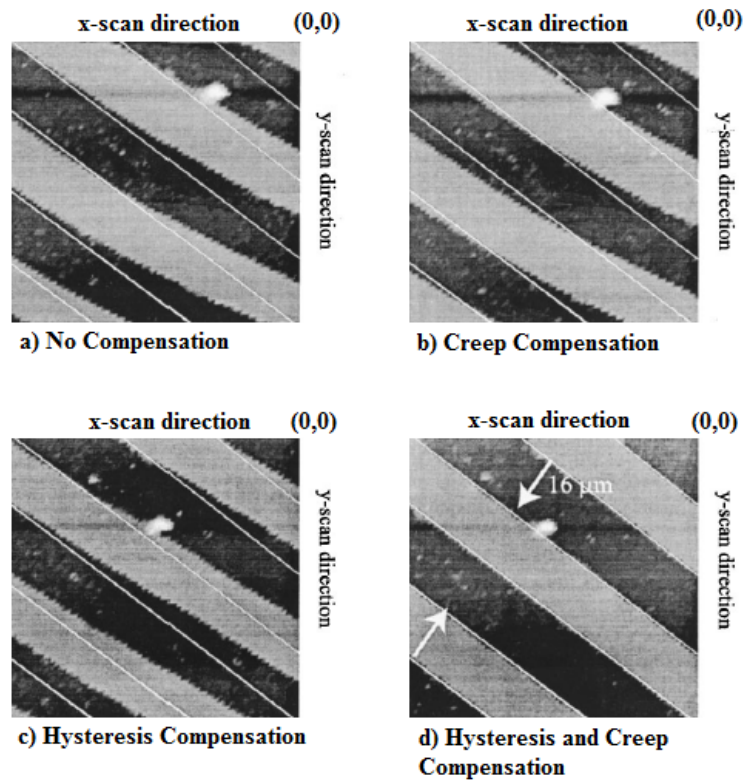 x-scan direction (0,0)
y-scan direction
a) No Compensation
x-scan direction (0,0)
y-scan direction
b) Creep Compensation
x-scan direction (0,0)
y-scan direction
c) Hysteresis Compensation
x-scan direction (0,0)
16 μm
y-scan direction
d) Hysteresis and Creep
Compensation